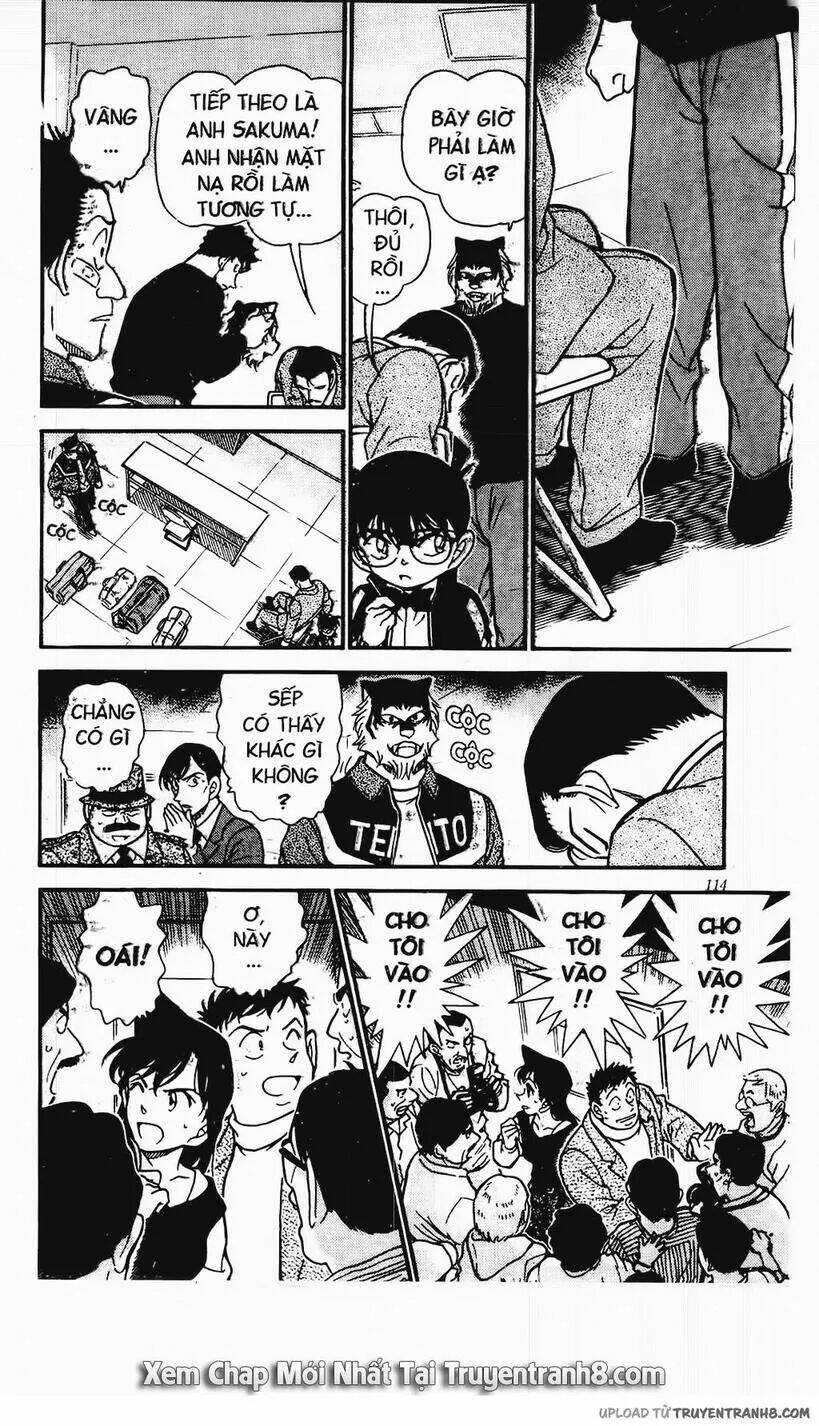 BÂY GIỜ
PHẢI LÀM
GÌ Ạ?
THÔI,
ĐỦ
RỒI
...
TIẾP THEO LÀ
ANH SAKUMA!
ANH NHẬN MẶT
NẠ RỒI LÀM
TƯƠNG TỰ...
VÂNG
...
CỘC
CỘC
CỘC
CỘC
TE TO
SẾP
CÓ THẤY
KHÁC GÌ
KHÔNG
?
CHẲNG
CÓ GÌ
...
114
CHO
TÔI
VÀO
!!
CHO
TÔI
VÀO
!!
CHO
TÔI
VÀO
!!
Ơ,
NÀY
...
OÁI!
Xem Chap Mới Nhất Tại Truyentranh8.com
UPLOAD TỪ TRUYENTRANH8.COM